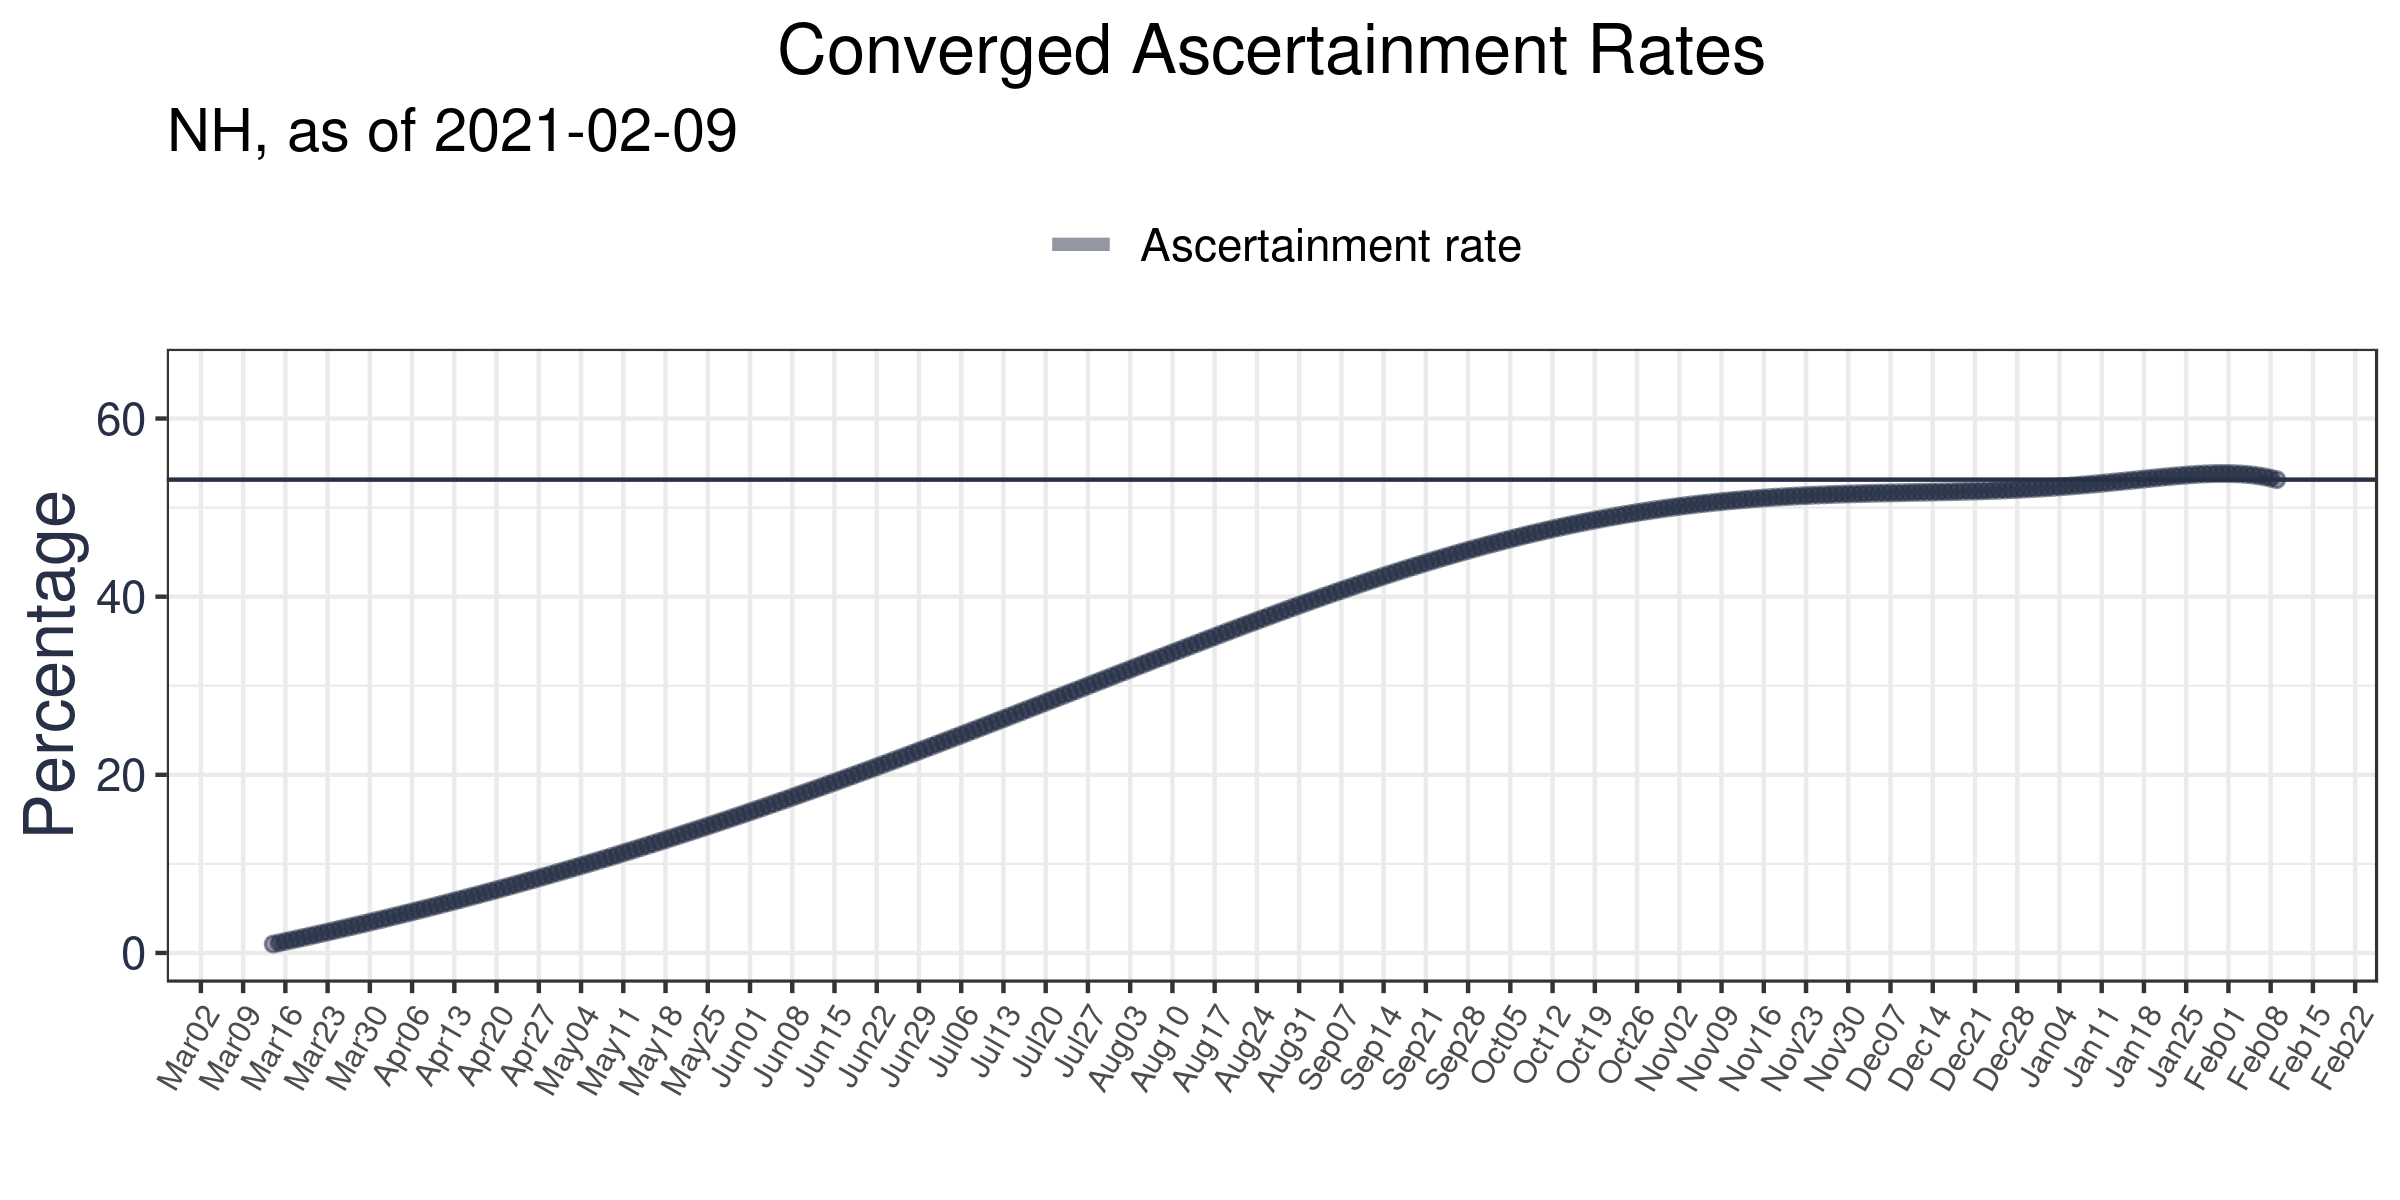 Converged Ascertainment Rates
NH, as of 2021-02-09
Ascertainment rate
Percentage
60
40
20
0
Mar02 Mar09 Mar16 Mar23 Mar30 Apr06 Apr13 Apr20 Apr27 May04 May11 May18 May25 Jun01 Jun08 Jun15 Jun22 Jun29 Jul06 Jul13 Jul20 Jul27 Aug03 Aug10 Aug17 Aug24 Aug31 Sep07 Sep14 Sep21 Sep28 Oct05 Oct12 Oct19 Oct26 Nov02 Nov09 Nov16 Nov23 Nov30 Dec07 Dec14 Dec21 Dec28 Jan04 Jan11 Jan18 Jan25 Feb01 Feb08 Feb15 Feb22